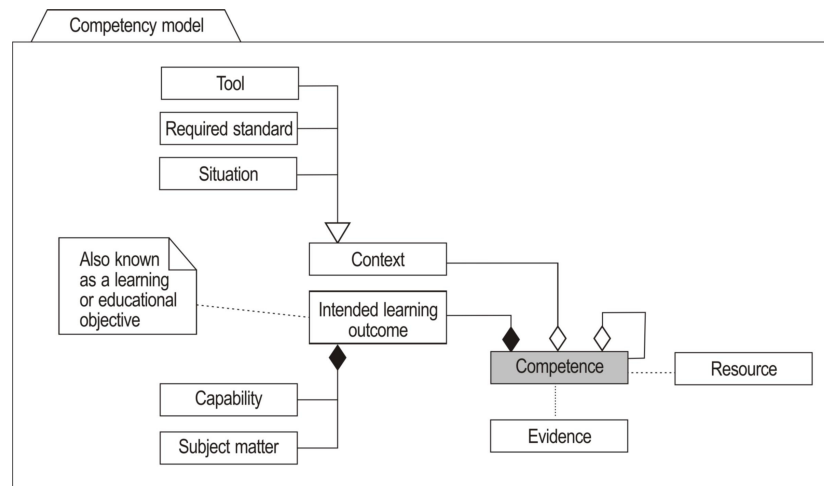 Competency model
Tool
Required standard
Situation
Context
Also known
as a learning
or educational
objective
Intended learning
outcome
Competence
Resource
Capability
Subject matter
Evidence